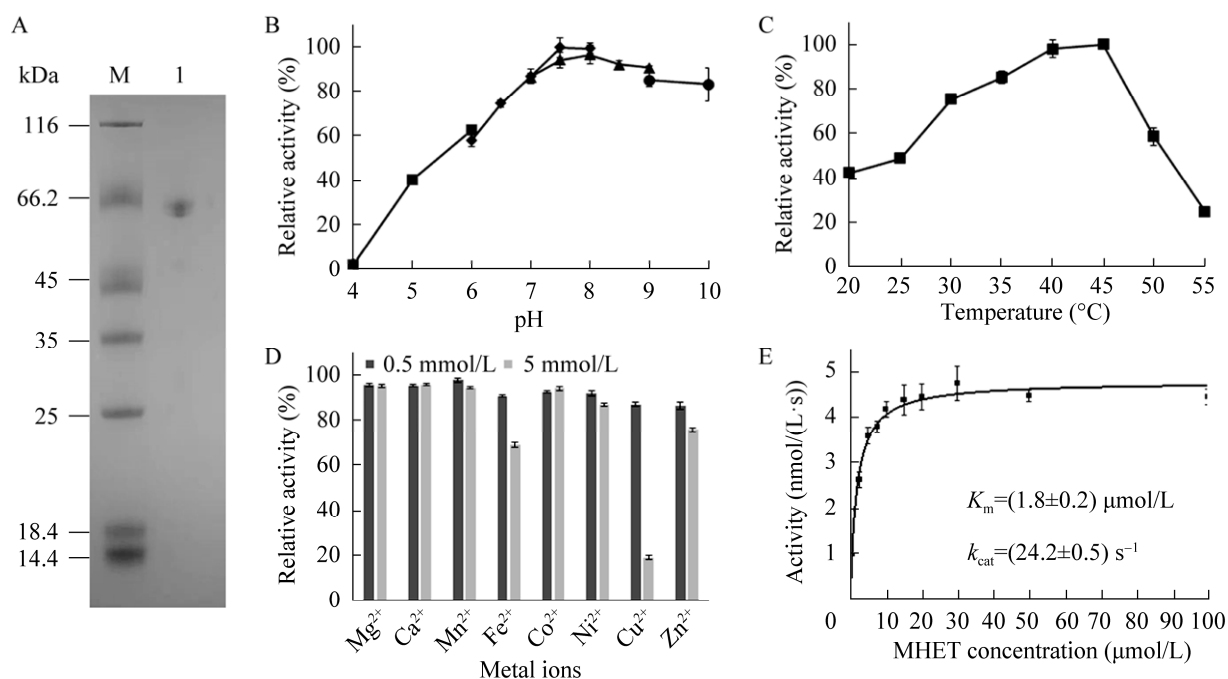 A
kDa M 1
116
66.2
45
35
25
18.4
14.4
B
Relative activity (%)
100
80
60
40
20
0
4 5 6 7 8 9 10
pH
C
Relative activity (%)
100
80
60
40
20
0
20 25 30 35 40 45 50 55
Temperature (°C)
D
0.5 mmol/L 5 mmol/L
Relative activity (%)
100
80
60
40
20
0
Mg²⁺ Ca²⁺ Mn²⁺ Fe²⁺ Co²⁺ Ni²⁺ Cu²⁺ Zn²⁺
Metal ions
E
Activity (nmol/(L·s))
5
4
3
2
1
0
10 20 30 40 50 60 70 80 90 100
MHET concentration (μmol/L)
Km=(1.8±0.2) μmol/L
kcat=(24.2±0.5) s⁻¹